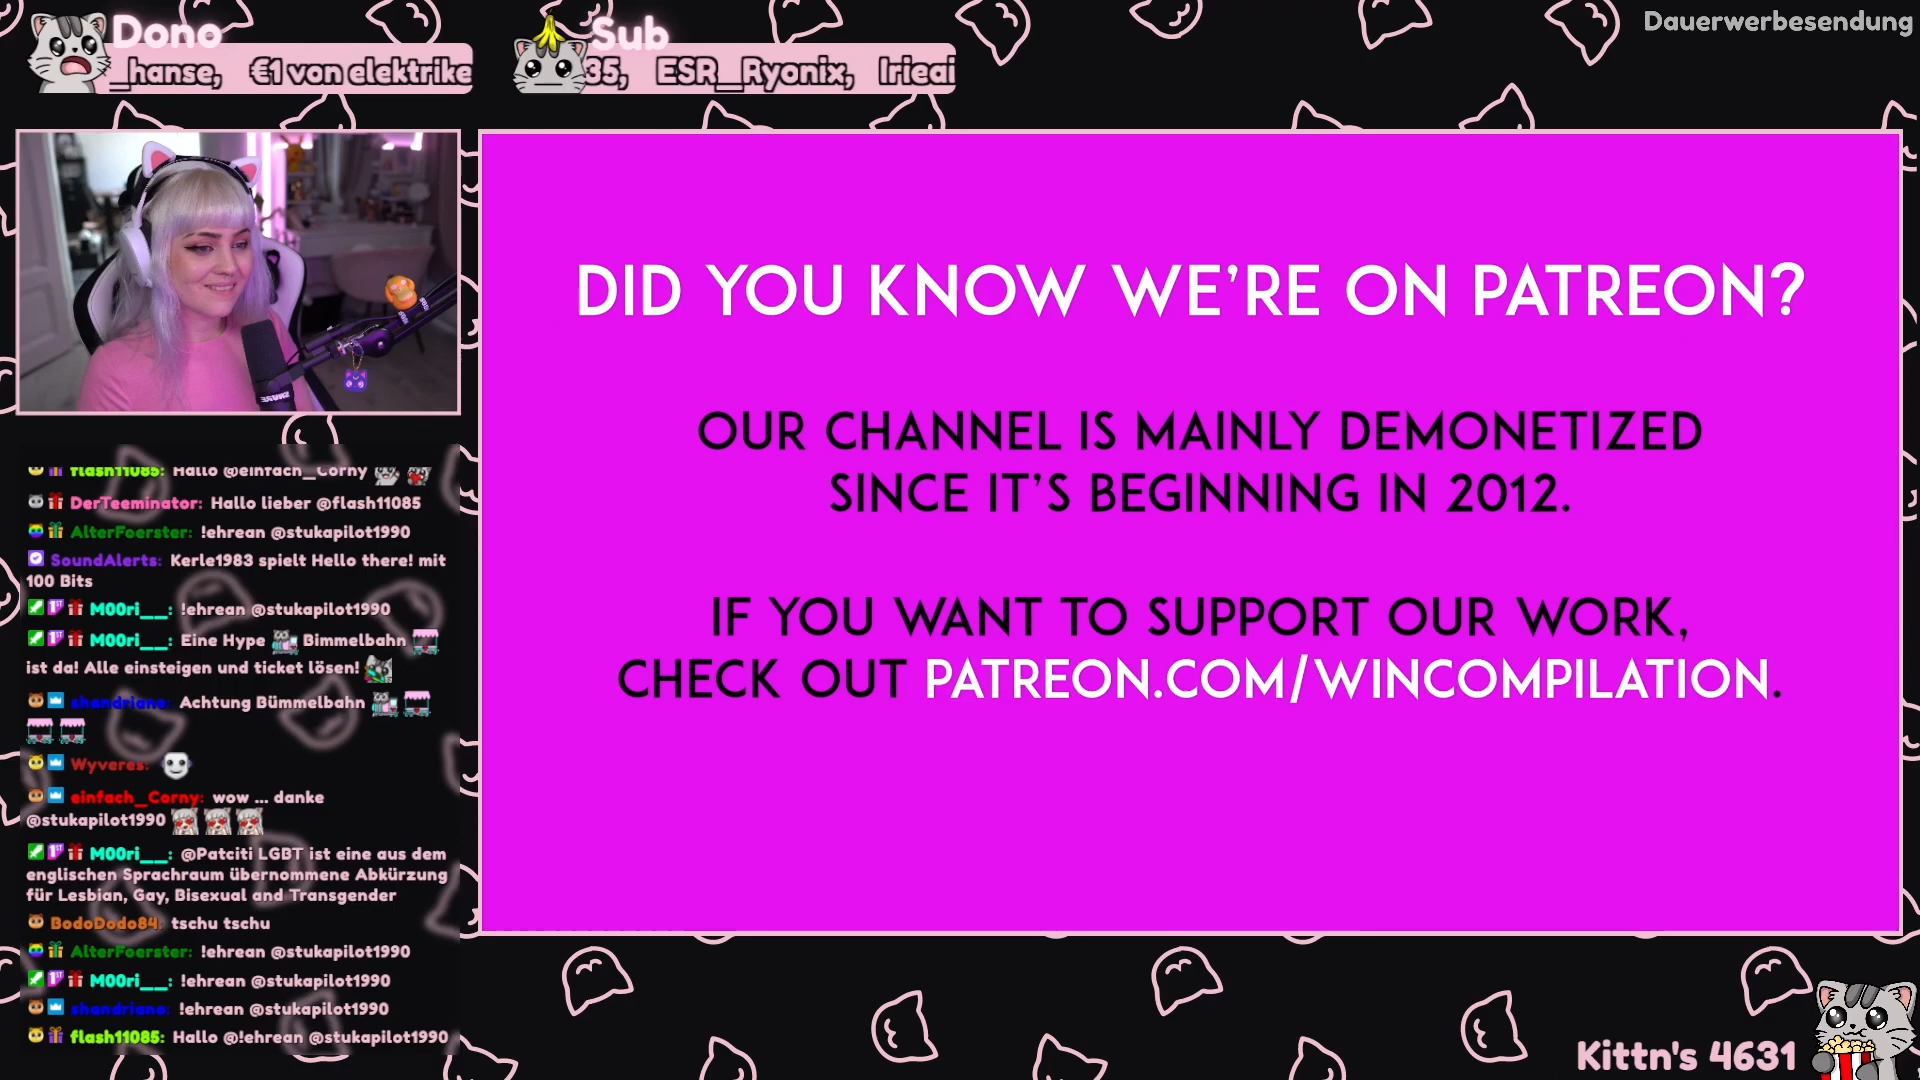 Dono
_hanse, €1 von elektrike
Sub
35, ESR_Ryonix, Irieai
Dauerwerbesendung
DID YOU KNOW WE'RE ON PATREON?
OUR CHANNEL IS MAINLY DEMONETIZED
SINCE IT'S BEGINNING IN 2012.
IF YOU WANT TO SUPPORT OUR WORK,
CHECK OUT PATREON.COM/WINCOMPILATION.
flash11085: Hallo @einfach_Corny
DerTeeminator: Hallo lieber @flash11085
AlterFoerster: !ehrean @stukapilot1990
SoundAlerts: Kerle1983 spielt Hello there! mit
100 Bits
M00ri__: !ehrean @stukapilot1990
M00ri__: Eine Hype Bimmelbahn
ist da! Alle einsteigen und ticket lösen!
shandriano: Achtung Bümmelbahn
Wyveres:
einfach_Corny: wow ... danke
@stukapilot1990
M00ri__: @Patciti LGBT ist eine aus dem
englischen Sprachraum übernommene Abkürzung
für Lesbian, Gay, Bisexual and Transgender
BodoDodo84: tschu tschu
AlterFoerster: !ehrean @stukapilot1990
M00ri__: !ehrean @stukapilot1990
shandriano: !ehrean @stukapilot1990
flash11085: Hallo @!ehrean @stukapilot1990
Kittn's 4631